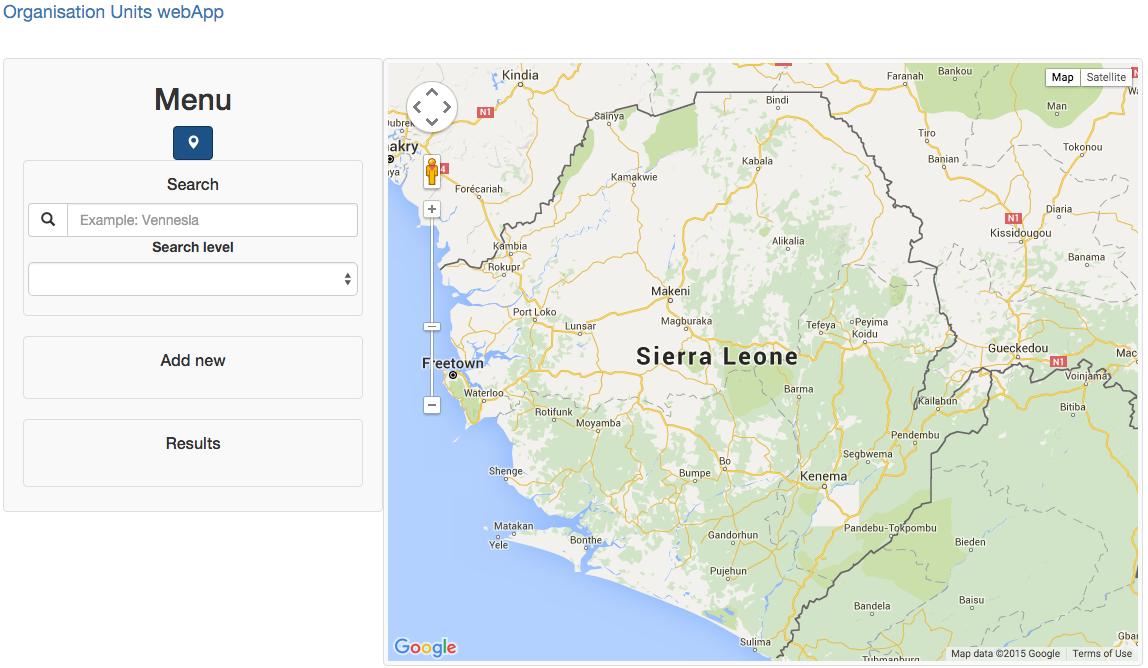 Organisation Units webApp
Menu
Search
Example: Vennesla
Search level
Add new
Results
Map Satellite
Kindia
Faranah
Bankou
N1
Bindi
Man
Sainya
Tiro
Tokonou
Banian
Kabala
Kamakwie
Forécariah
Diaria
N1
Kissidougou
Alikalia
Kambia
Banama
Rokupr
Makeni
Port Loko
Magburaka
Lunsar
Tefeya
Peyima
Koidu
Gueckedou
Sierra Leone
N1
Freetown
Voinjama
Waterloo
Barma
Kailahun
Bitiba
Rotifunk
Moyamba
Pendembu
Segbwema
Bo
Shenge
Bumpe
Kenema
Matakan
Pandebu-Tokpombu
Yele
Bonthe
Gandorhun
Bieden
Pujehun
Bandela
Baisu
Sulima
Google
Map data ©2015 Google
Terms of Use